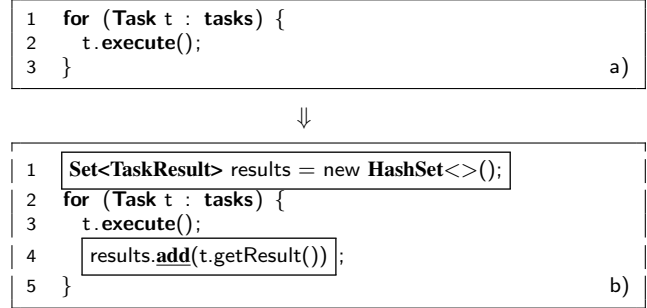 1 for (Task t : tasks) {
2 t.execute();
3 } a)
⇓
1 Set<TaskResult> results = new HashSet<>();
2 for (Task t : tasks) {
3 t.execute();
4 results.add(t.getResult());
5 } b)